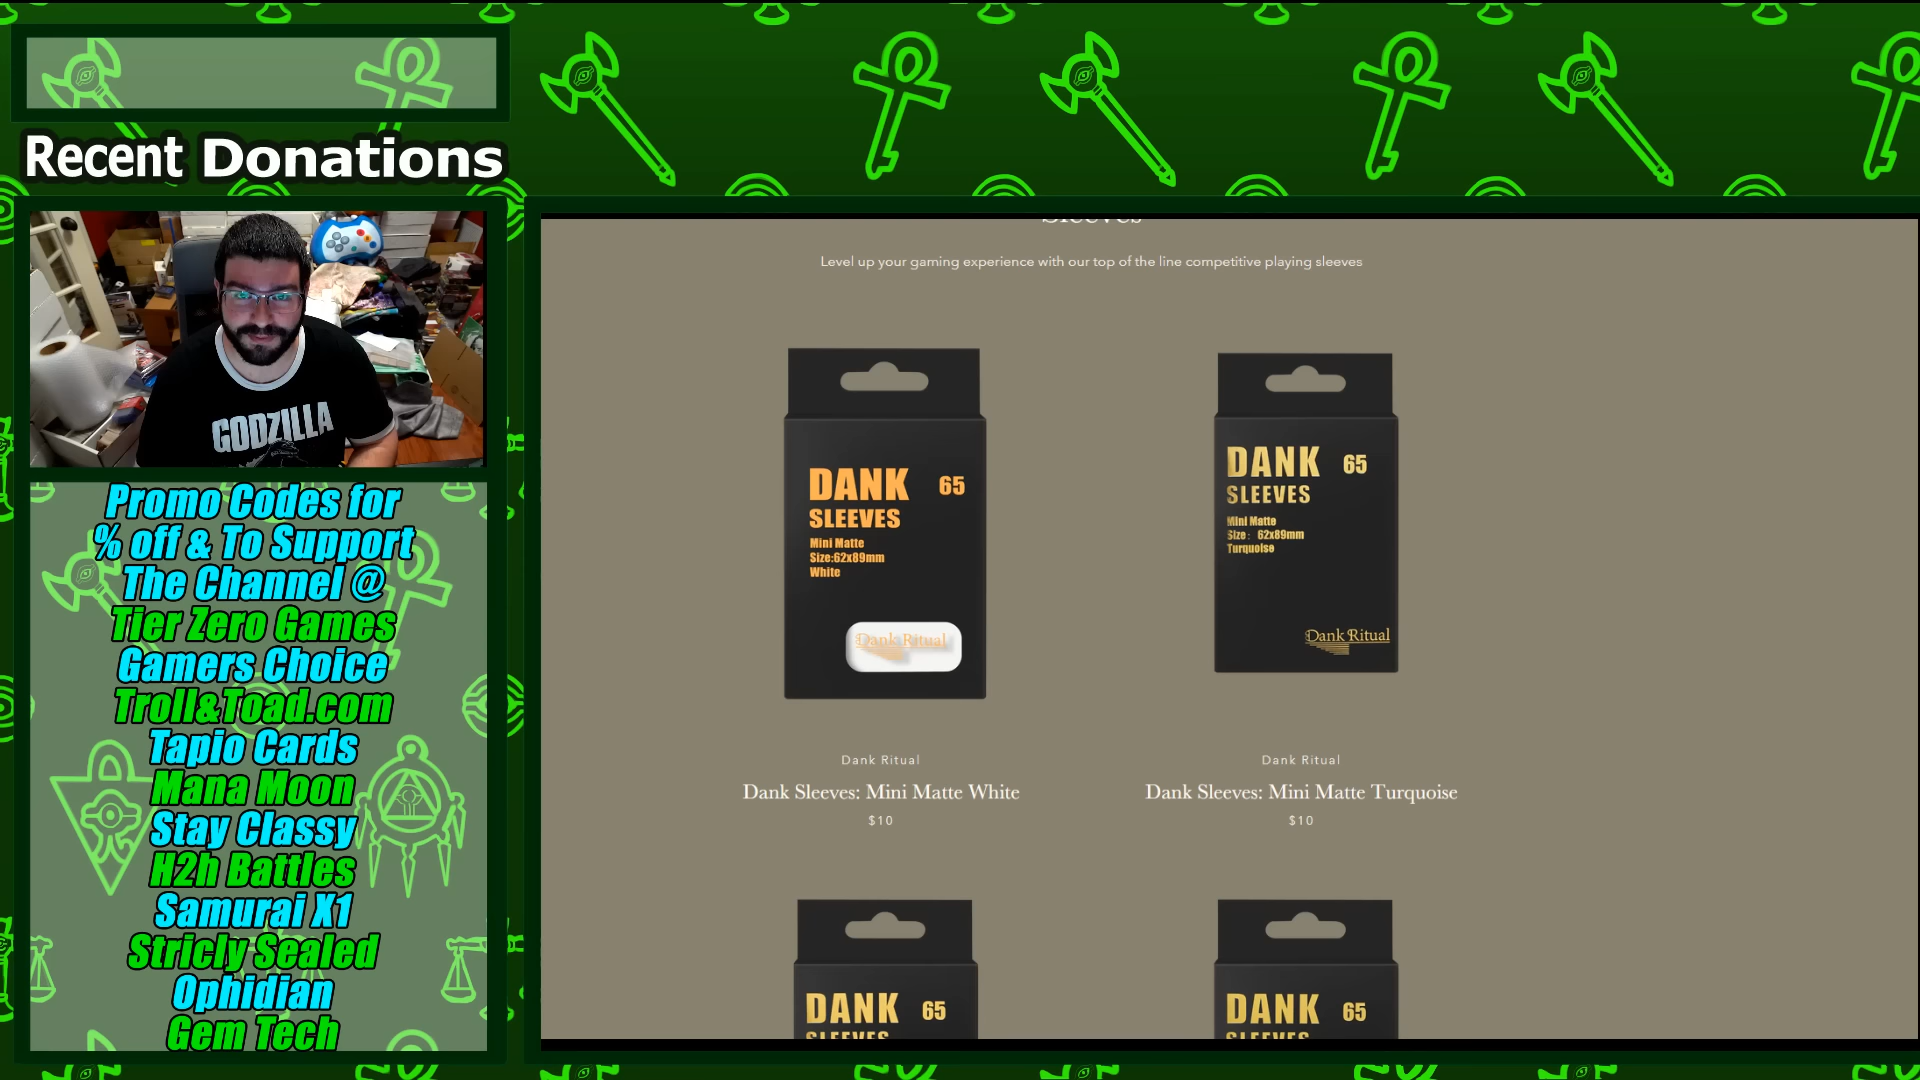 Recent Donations
GODZILLA
Promo Codes for
% off & To Support
The Channel @
Tier Zero Games
Gamers Choice
Troll&Toad.com
Tapio Cards
Mana Moon
Stay Classy
H2h Battles
Samurai X1
Stricly Sealed
Ophidian
Gem Tech
Sleeves
Level up your gaming experience with our top of the line competitive playing sleeves
DANK 65
SLEEVES
Mini Matte
Size:62x89mm
White
Dank Ritual
DANK 65
SLEEVES
Mini Matte
Size: 62x89mm
Turquoise
Dank Ritual
Dank Ritual
Dank Sleeves: Mini Matte White
$10
Dank Ritual
Dank Sleeves: Mini Matte Turquoise
$10
DANK 65
SLEEVES
DANK 65
SLEEVES